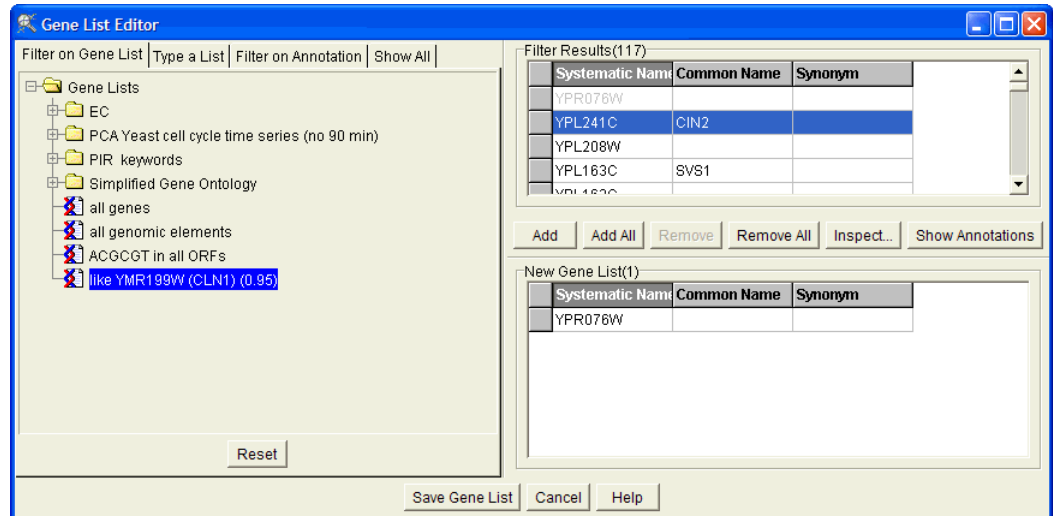 Gene List Editor
Filter on Gene List Type a List Filter on Annotation Show All
Gene Lists
EC
PCA Yeast cell cycle time series (no 90 min)
PIR keywords
Simplified Gene Ontology
all genes
all genomic elements
ACGCGT in all ORFs
like YMR199W (CLN1) (0.95)
Reset
Filter Results(117)
Systematic Name Common Name Synonym
YPR076W
YPL241C CIN2
YPL208W
YPL163C SVS1
Add Add All Remove Remove All Inspect... Show Annotations
New Gene List(1)
Systematic Name Common Name Synonym
YPR076W
Save Gene List Cancel Help